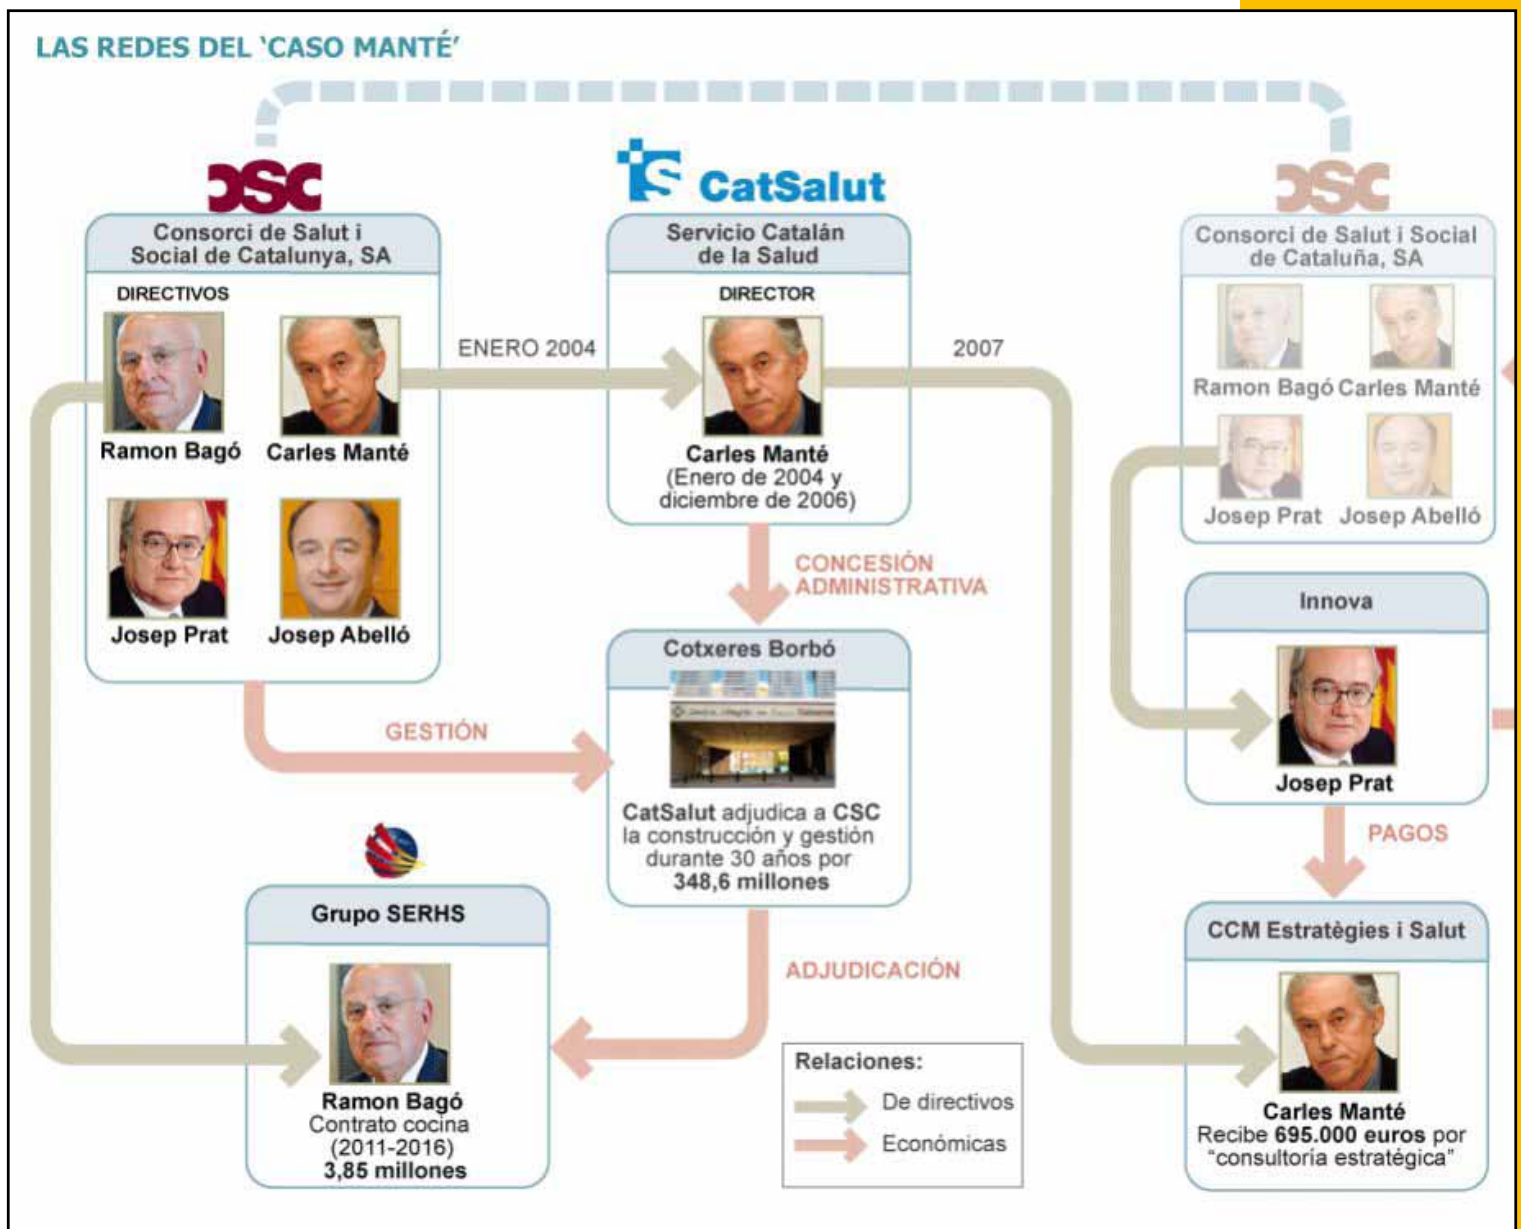 LAS REDES DEL 'CASO MANTÉ'
CSC
Consorci de Salut i
Social de Catalunya, SA
DIRECTIVOS
Ramon Bagó
Carles Manté
Josep Prat
Josep Abelló
ENERO 2004
CatSalut
Servicio Catalán
de la Salud
DIRECTOR
Carles Manté
(Enero de 2004 y
diciembre de 2006)
2007
CSC
Consorci de Salut i Social
de Cataluña, SA
Ramon Bagó
Carles Manté
Josep Prat
Josep Abelló
CONCESIÓN
ADMINISTRATIVA
GESTIÓN
Cotxeres Borbó
CatSalut adjudica a CSC
la construcción y gestión
durante 30 años por
348,6 millones
Innova
Josep Prat
PAGOS
ADJUDICACIÓN
Grupo SERHS
Ramon Bagó
Contrato cocina
(2011-2016)
3,85 millones
Relaciones:
De directivos
Económicas
CCM Estratègies i Salut
Carles Manté
Recibe 695.000 euros por
"consultoría estratégica"